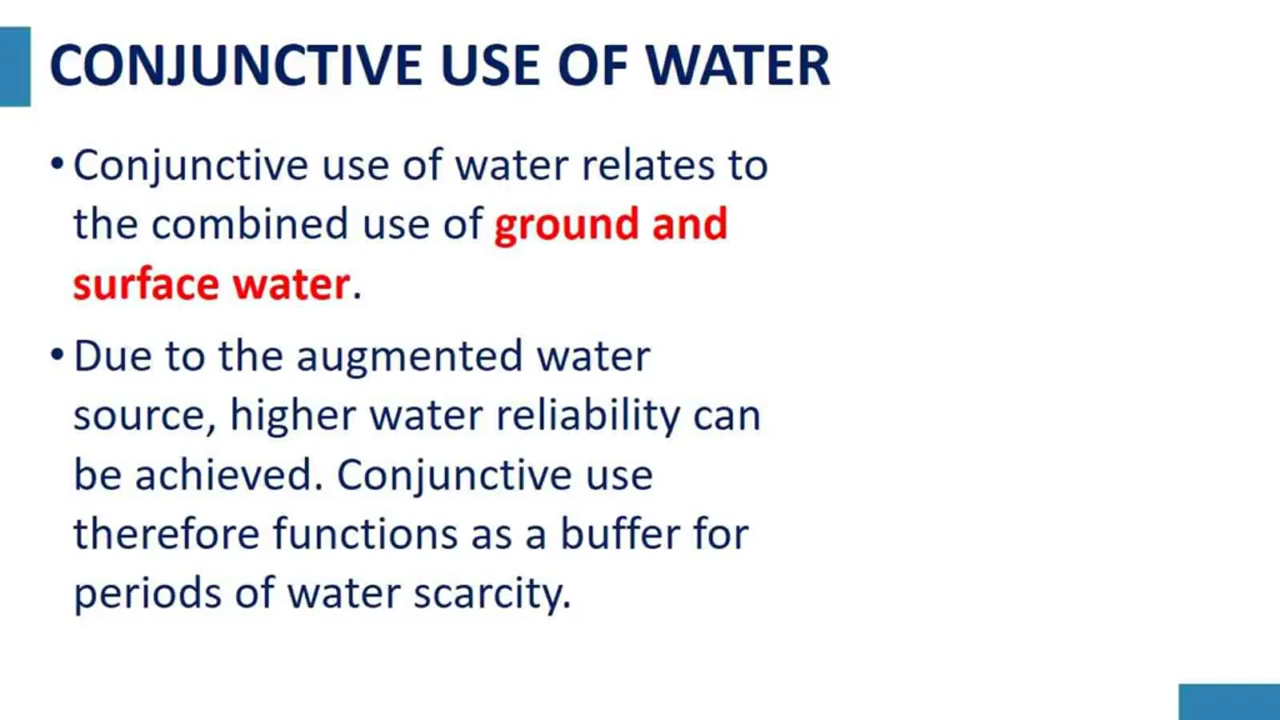 CONJUNCTIVE USE OF WATER
• Conjunctive use of water relates to
the combined use of ground and
surface water.
• Due to the augmented water
source, higher water reliability can
be achieved. Conjunctive use
therefore functions as a buffer for
periods of water scarcity.